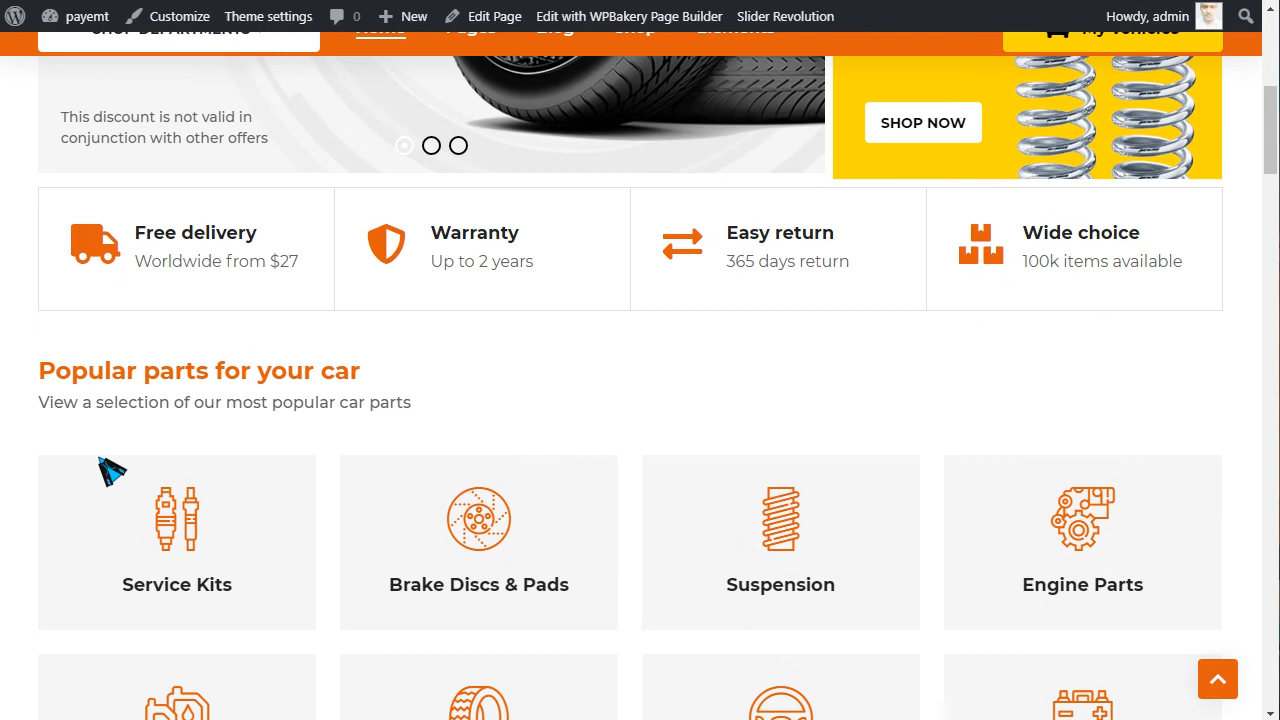 payemt Customize Theme settings 0 New Edit Page Edit with WPBakery Page Builder Slider Revolution Howdy, admin
SHOP DEPARTMENTS Home Pages Blog Shop Elements My vehicles
This discount is not valid in
conjunction with other offers
SHOP NOW
Free delivery
Worldwide from $27
Warranty
Up to 2 years
Easy return
365 days return
Wide choice
100k items available
Popular parts for your car
View a selection of our most popular car parts
Service Kits
Brake Discs & Pads
Suspension
Engine Parts